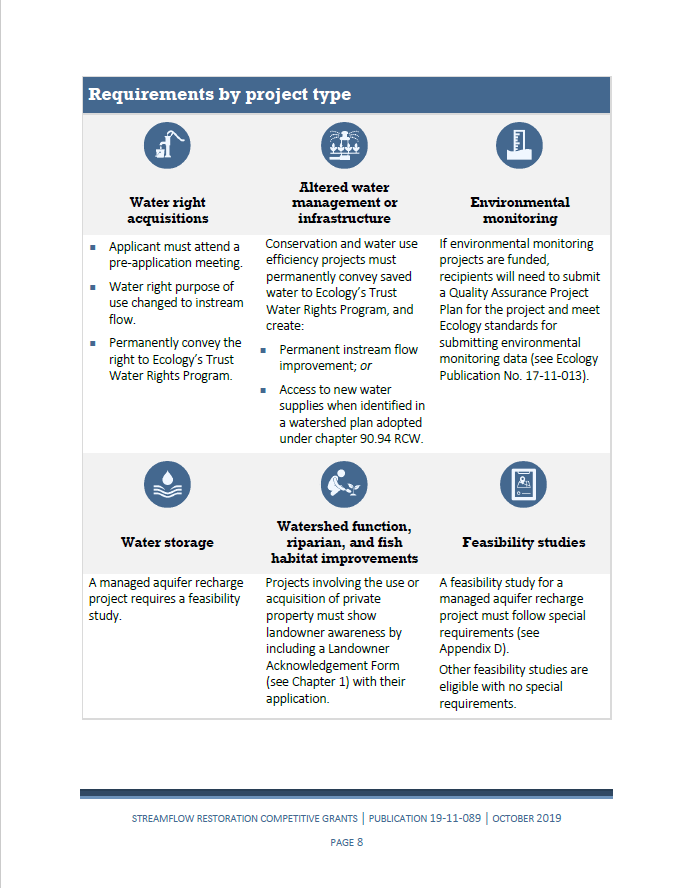 Requirements by project type
Water right
acquisitions
Altered water
management or
infrastructure
Environmental
monitoring
▪ Applicant must attend a
pre-application meeting.
▪ Water right purpose of
use changed to instream
flow.
▪ Permanently convey the
right to Ecology’s Trust
Water Rights Program.
Conservation and water use
efficiency projects must
permanently convey saved
water to Ecology’s Trust
Water Rights Program, and
create:
▪ Permanent instream flow
improvement; or
▪ Access to new water
supplies when identified in
a watershed plan adopted
under chapter 90.94 RCW.
If environmental monitoring
projects are funded,
recipients will need to submit
a Quality Assurance Project
Plan for the project and meet
Ecology standards for
submitting environmental
monitoring data (see Ecology
Publication No. 17-11-013).
Water storage
Watershed function,
riparian, and fish
habitat improvements
Feasibility studies
A managed aquifer recharge
project requires a feasibility
study.
Projects involving the use or
acquisition of private
property must show
landowner awareness by
including a Landowner
Acknowledgement Form
(see Chapter 1) with their
application.
A feasibility study for a
managed aquifer recharge
project must follow special
requirements (see
Appendix D).
Other feasibility studies are
eligible with no special
requirements.
STREAMFLOW RESTORATION COMPETITIVE GRANTS | PUBLICATION 19-11-089 | OCTOBER 2019
PAGE 8